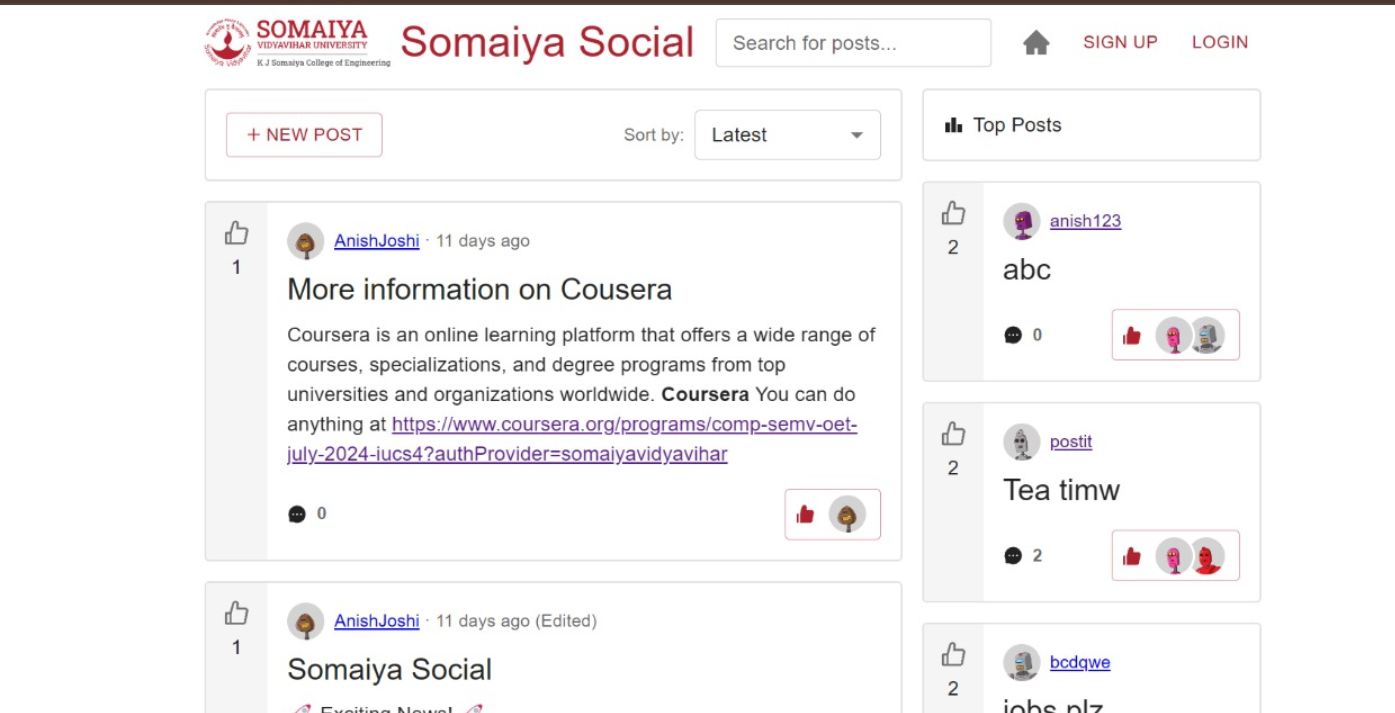 SOMAIYA
VIDYAVIHAR UNIVERSITY
K J Somaiya College of Engineering
Somaiya Social
Search for posts...
SIGN UP
LOGIN
+ NEW POST
Sort by:
Latest
1
AnishJoshi · 11 days ago
More information on Cousera
Coursera is an online learning platform that offers a wide range of
courses, specializations, and degree programs from top
universities and organizations worldwide. Coursera You can do
anything at https://www.coursera.org/programs/comp-semv-oet-
july-2024-iucs4?authProvider=somaiyavidyavihar
0
1
AnishJoshi · 11 days ago (Edited)
Somaiya Social
🚀 Exciting News! 🚀
Top Posts
2
anish123
abc
0
2
postit
Tea timw
2
2
bcdqwe
jobs plz